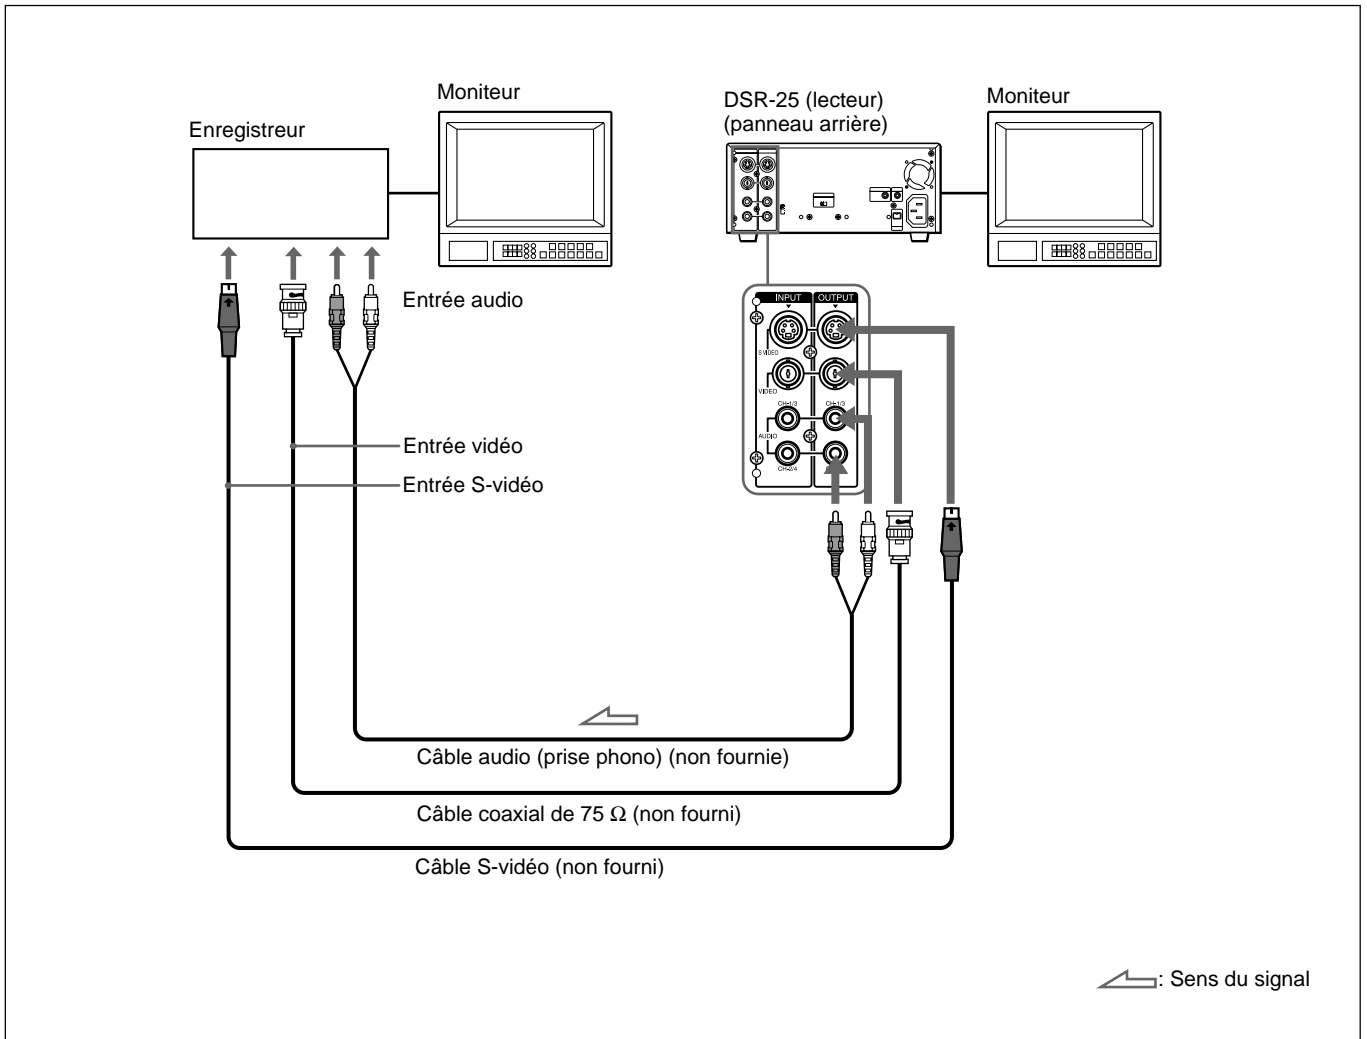 Moniteur
Enregistreur
DSR-25 (lecteur)
(panneau arrière)
Moniteur
Entrée audio
INPUT
OUTPUT
S VIDEO
VIDEO
CH-1/3
CH-1/3
AUDIO
CH-2/4
Entrée vidéo
Entrée S-vidéo
Câble audio (prise phono) (non fournie)
Câble coaxial de 75 Ω (non fourni)
Câble S-vidéo (non fourni)
: Sens du signal